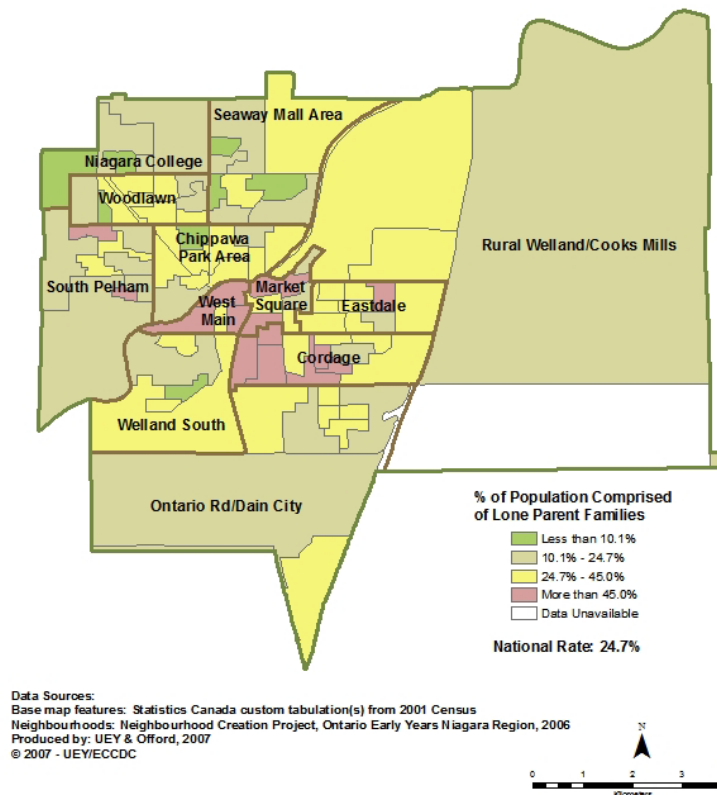 Seaway Mall Area
Niagara College
Woodlawn
Chippawa
Park Area
Rural Welland/Cooks Mills
South Pelham
Market
Square
West
Main
Eastdale
Cordage
Welland South
Ontario Rd/Dain City
% of Population Comprised
of Lone Parent Families
Less than 10.1%
10.1% - 24.7%
24.7% - 45.0%
More than 45.0%
Data Unavailable
National Rate: 24.7%
Data Sources:
Base map features: Statistics Canada custom tabulation(s) from 2001 Census
Neighbourhoods: Neighbourhood Creation Project, Ontario Early Years Niagara Region, 2006
Produced by: UEY & Offord, 2007
© 2007 - UEY/ECCDC
N
0 1 2 3
Kilometers